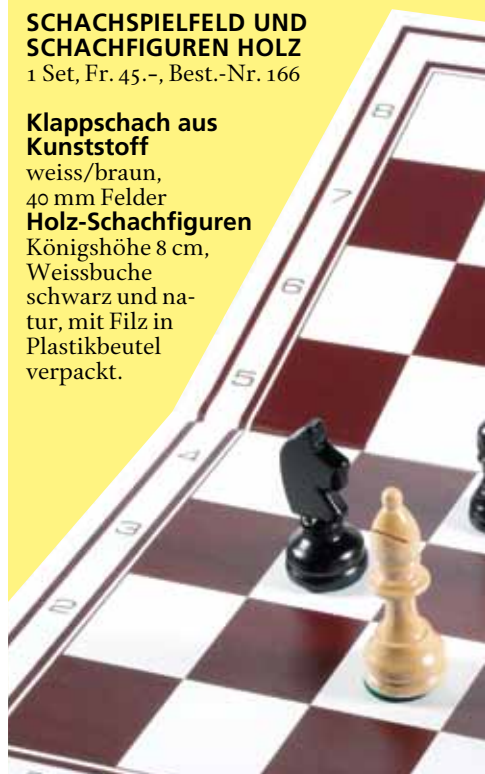 SCHACHSPIELFELD UND
SCHACHFIGUREN HOLZ
1 Set, Fr. 45.–, Best.-Nr. 166
Klappschach aus
Kunststoff
weiss/braun,
40 mm Felder
Holz-Schachfiguren
Königshöhe 8 cm,
Weissbuche
schwarz und na-
tur, mit Filz in
Plastikbeutel
verpackt.
8
7
6
5
4
3
2